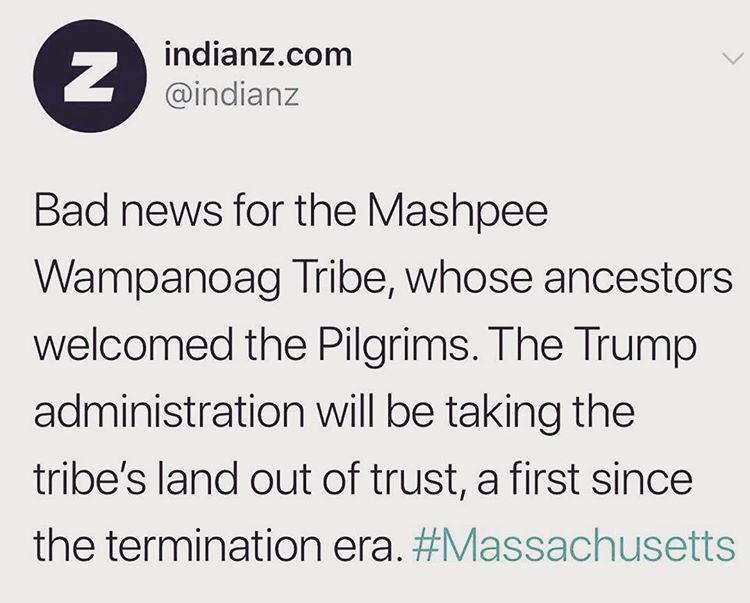 Z
indianz.com
@indianz
Bad news for the Mashpee
Wampanoag Tribe, whose ancestors
welcomed the Pilgrims. The Trump
administration will be taking the
tribe’s land out of trust, a first since
the termination era. #Massachusetts